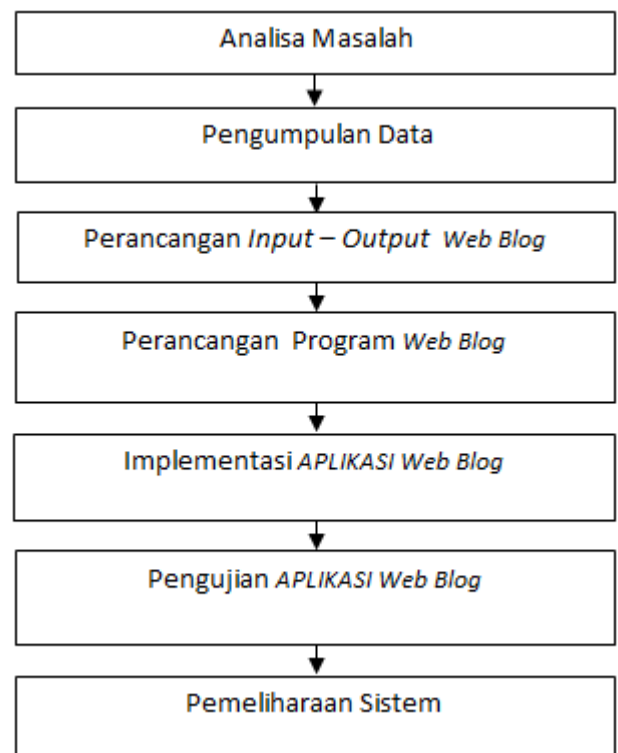 Analisa Masalah
Pengumpulan Data
Perancangan Input – Output Web Blog
Perancangan Program Web Blog
Implementasi APLIKASI Web Blog
Pengujian APLIKASI Web Blog
Pemeliharaan Sistem